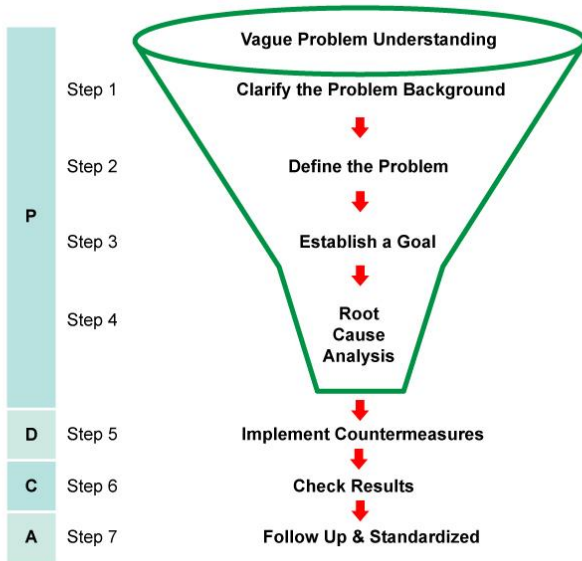 Vague Problem Understanding
Step 1 Clarify the Problem Background
Step 2 Define the Problem
P
Step 3 Establish a Goal
Step 4 Root
Cause
Analysis
D Step 5 Implement Countermeasures
C Step 6 Check Results
A Step 7 Follow Up & Standardized